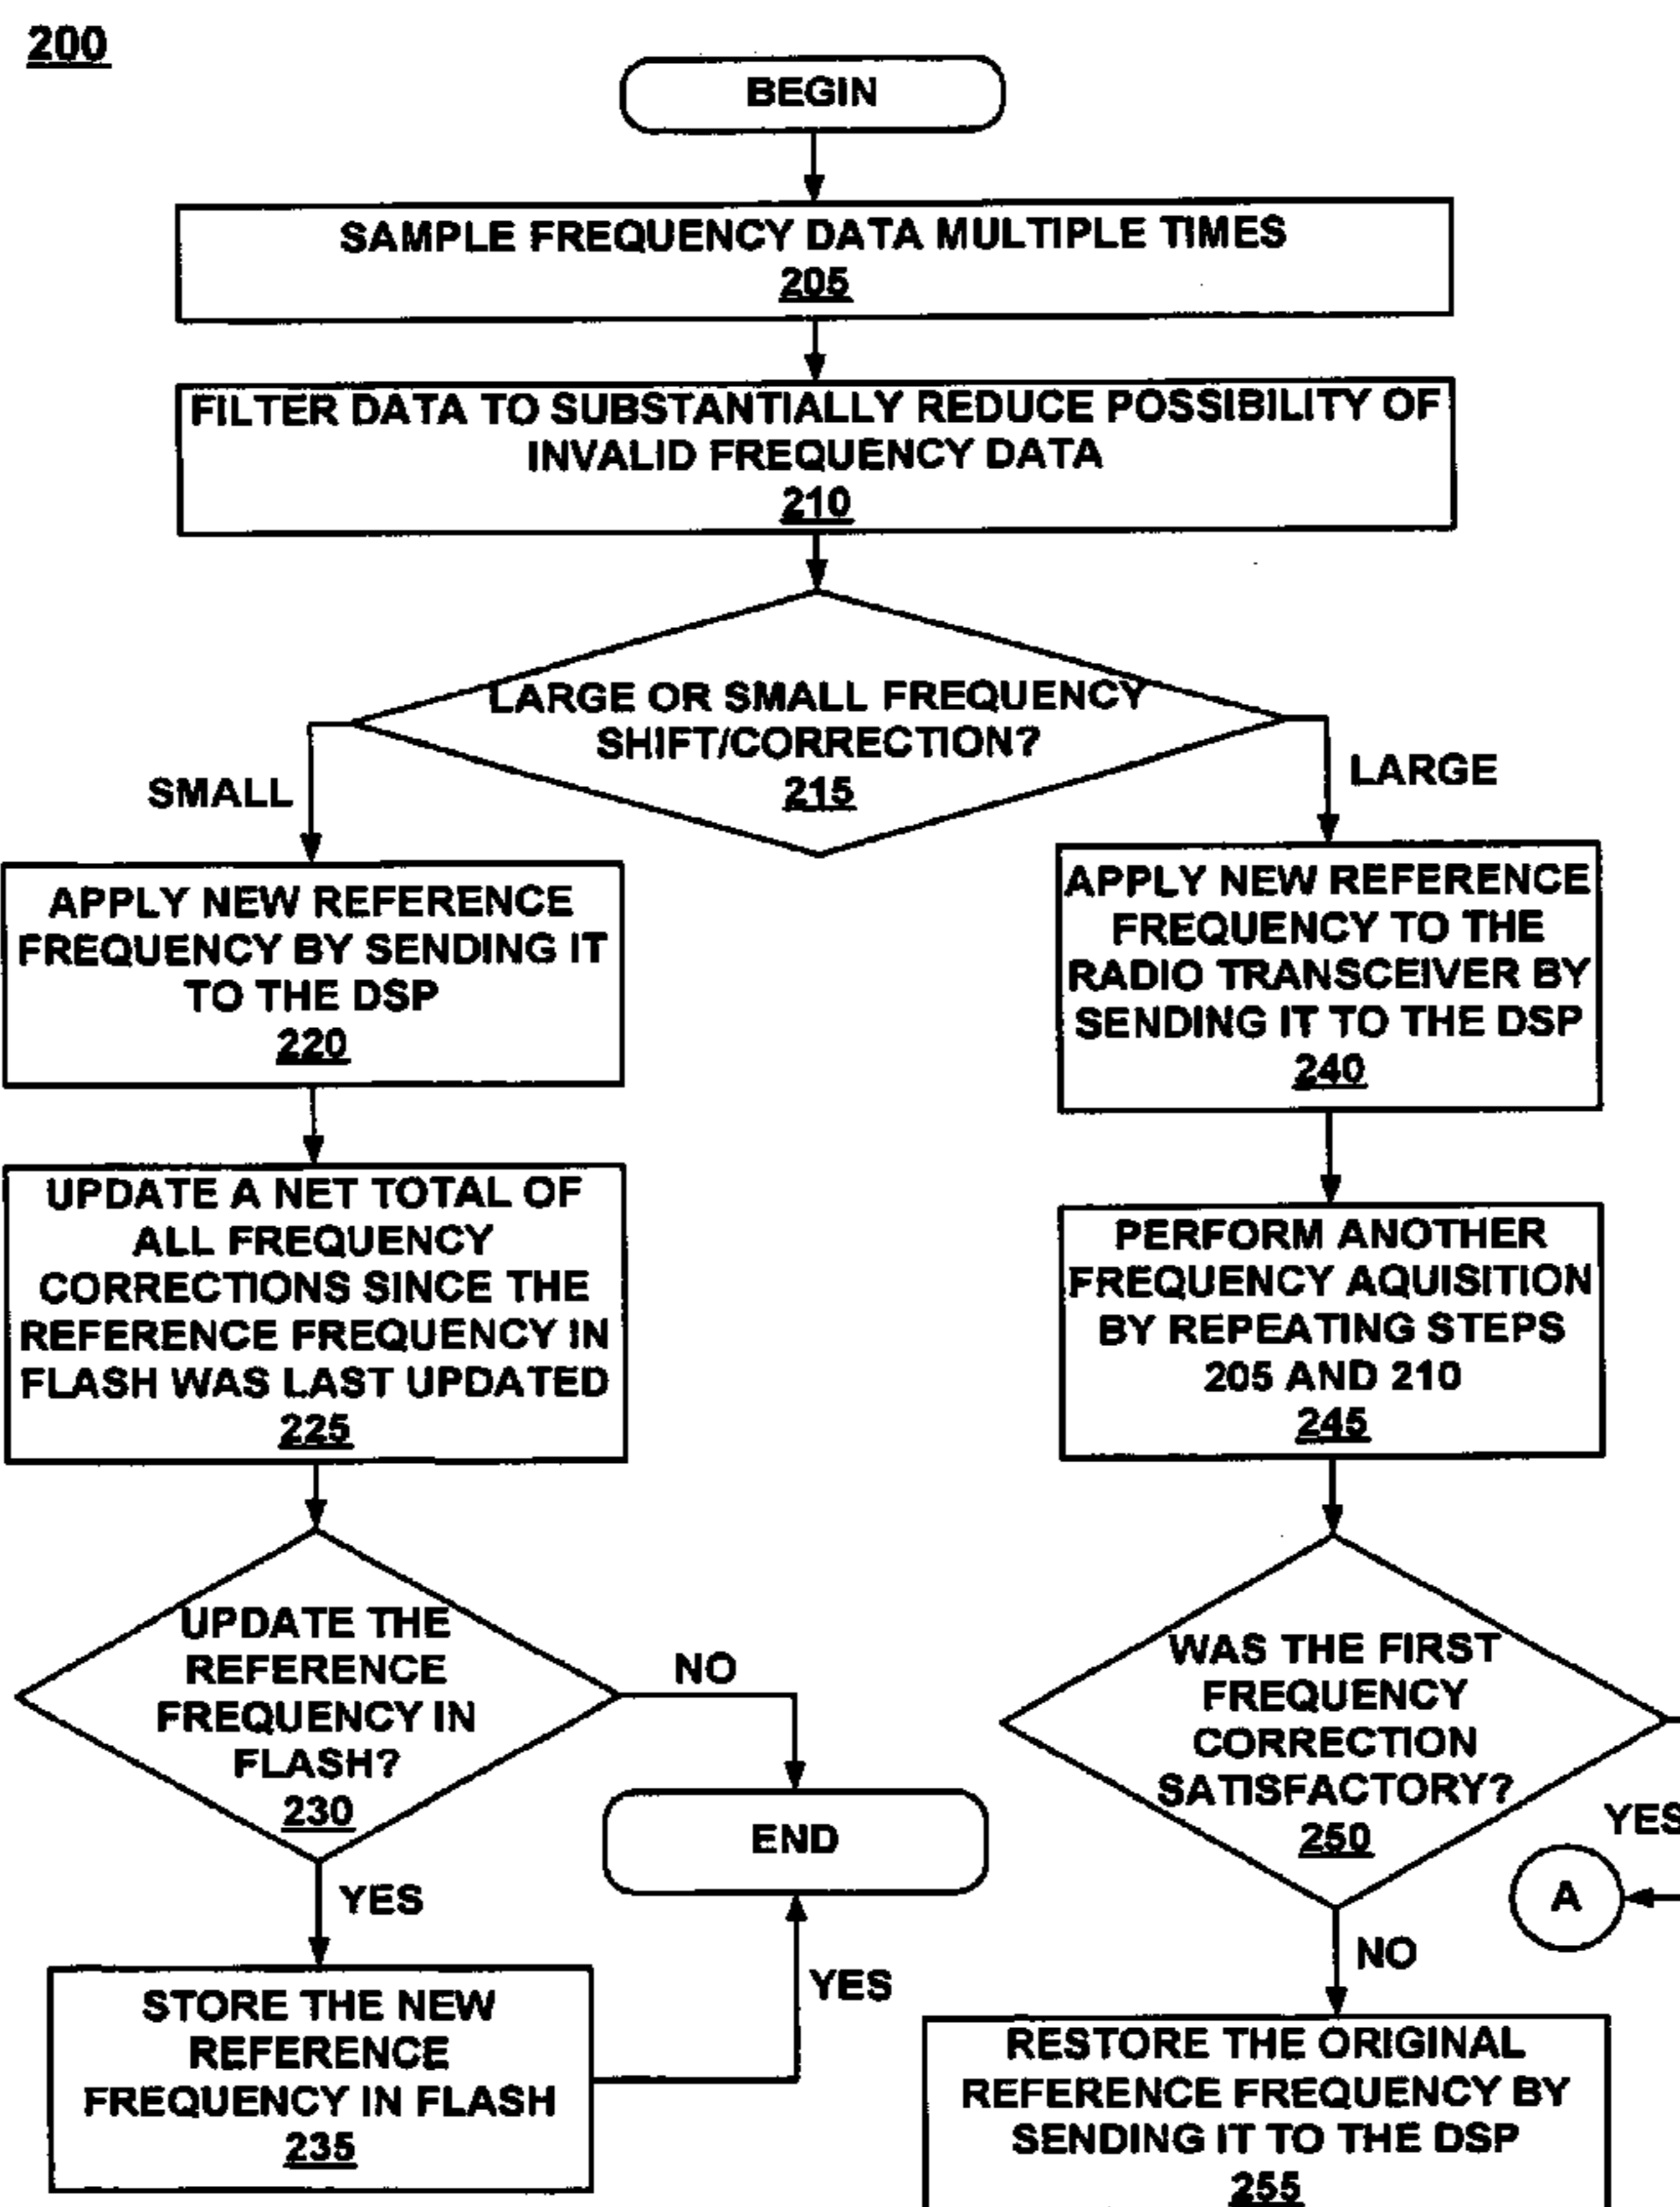 200
BEGIN
SAMPLE FREQUENCY DATA MULTIPLE TIMES
205
FILTER DATA TO SUBSTANTIALLY REDUCE POSSIBILITY OF
INVALID FREQUENCY DATA
210
LARGE OR SMALL FREQUENCY
SHIFT/CORRECTION?
215
SMALL
LARGE
APPLY NEW REFERENCE
FREQUENCY BY SENDING IT
TO THE DSP
220
UPDATE A NET TOTAL OF
ALL FREQUENCY
CORRECTIONS SINCE THE
REFERENCE FREQUENCY IN
FLASH WAS LAST UPDATED
225
UPDATE THE
REFERENCE
FREQUENCY IN
FLASH?
230
NO
YES
END
STORE THE NEW
REFERENCE
FREQUENCY IN FLASH
235
YES
APPLY NEW REFERENCE
FREQUENCY TO THE
RADIO TRANSCEIVER BY
SENDING IT TO THE DSP
240
PERFORM ANOTHER
FREQUENCY AQUISITION
BY REPEATING STEPS
205 AND 210
245
WAS THE FIRST
FREQUENCY
CORRECTION
SATISFACTORY?
250
YES
A
NO
RESTORE THE ORIGINAL
REFERENCE FREQUENCY BY
SENDING IT TO THE DSP
255